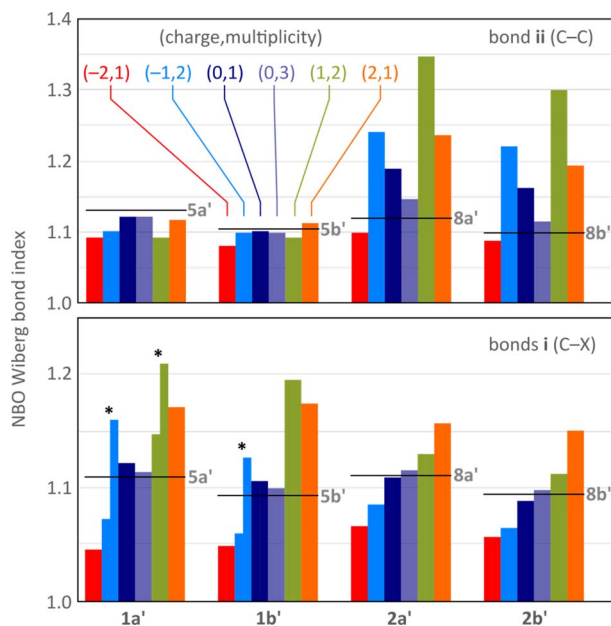 1.4
(charge,multiplicity)
bond ii (C–C)
(–2,1) (–1,2) (0,1) (0,3) (1,2) (2,1)
1.3
1.2
5a'
8a'
1.1
5b'
8b'
1.0
NBO Wiberg bond index
bonds i (C–X)
*
1.2
*
*
5a'
8a'
1.1
5b'
8b'
1.0
1a' 1b' 2a' 2b'